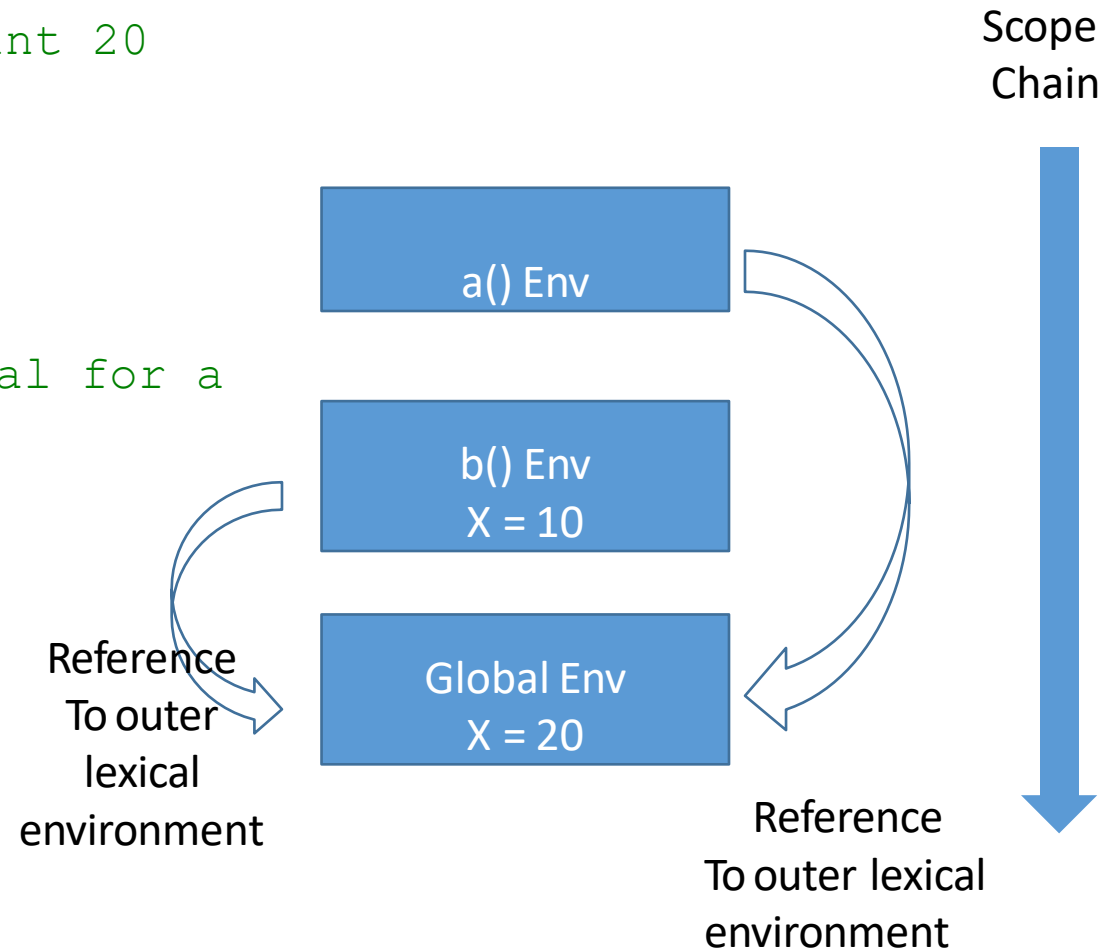 nt 20
Scope
Chain
a() Env
al for a
b() Env
X = 10
Reference
To outer
lexical
environment
Global Env
X = 20
Reference
To outer lexical
environment